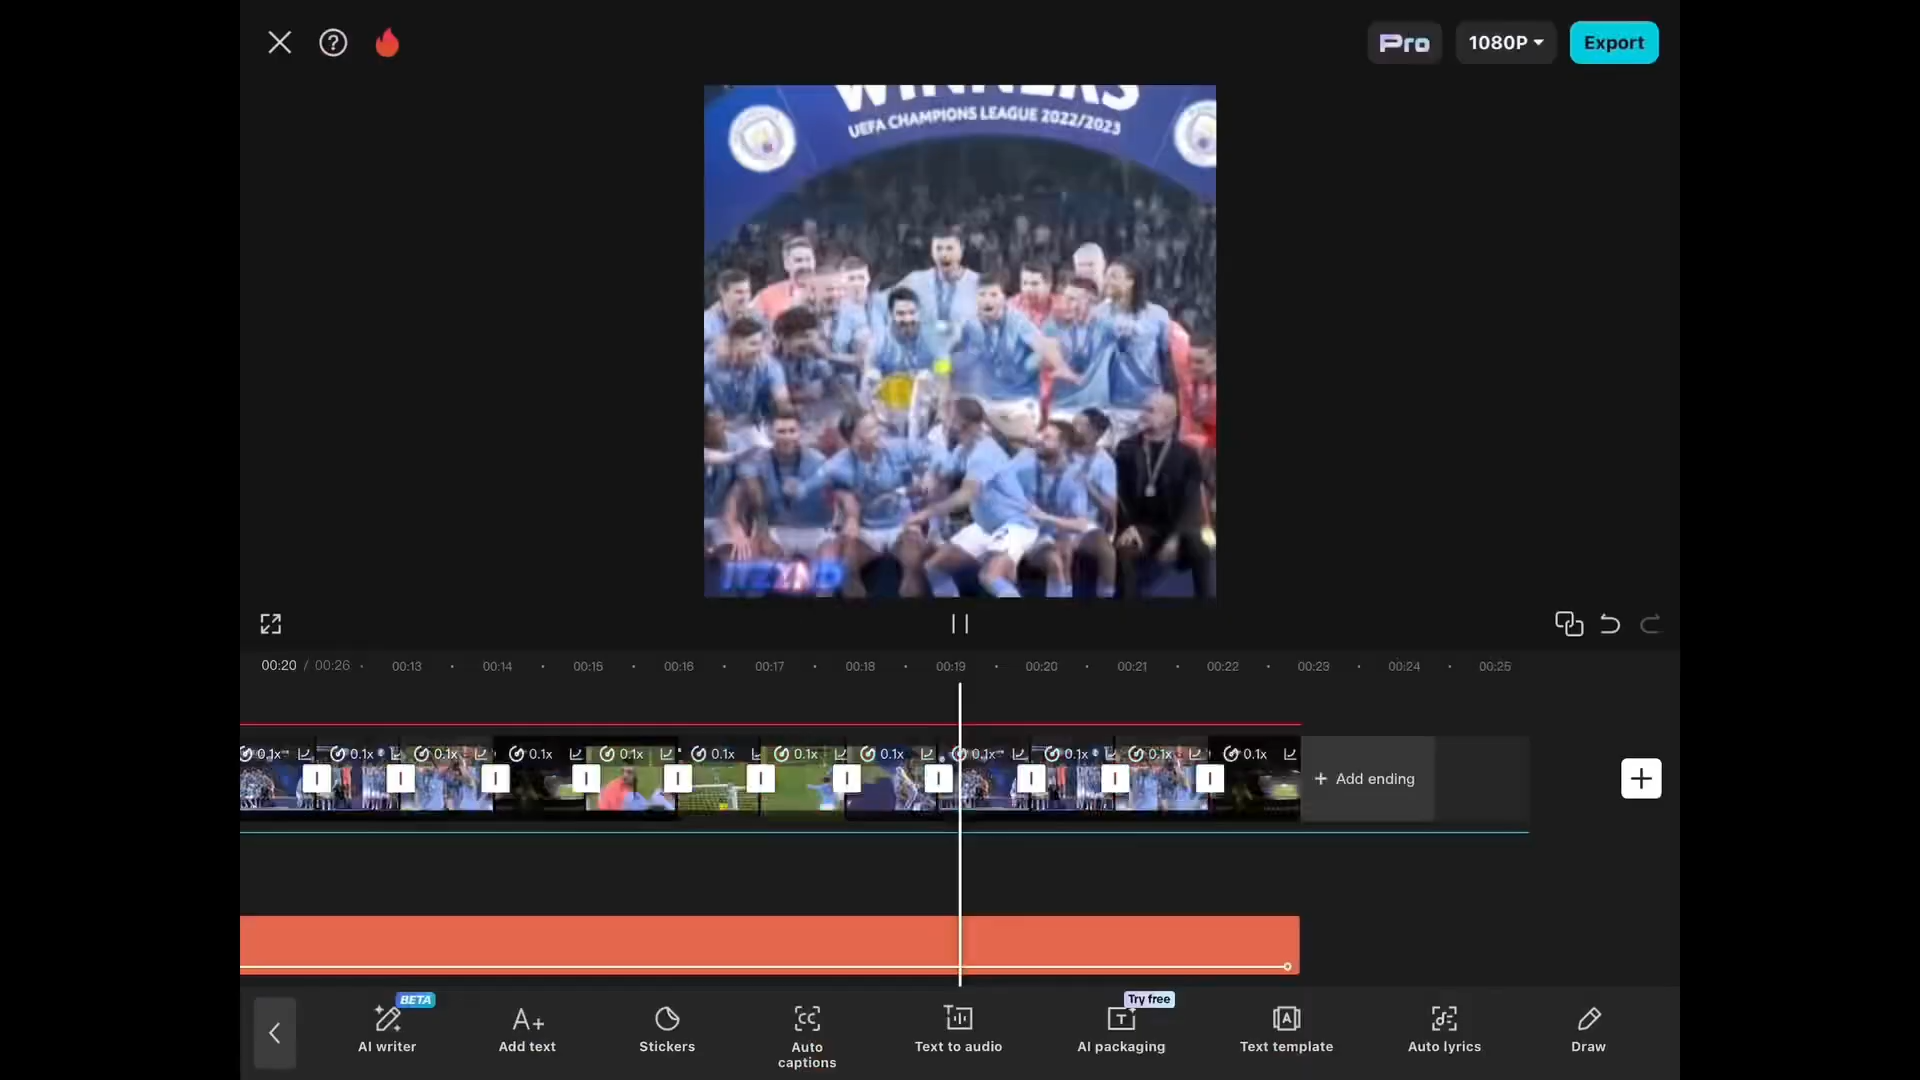 Pro
1080P
Export
WINNERS
UEFA CHAMPIONS LEAGUE 2022/2023
00:20 / 00:26
00:13
00:14
00:15
00:16
00:17
00:18
00:19
00:20
00:21
00:22
00:23
00:24
00:25
0.1x
0.1x
0.1x
0.1x
0.1x
0.1x
0.1x
0.1x
0.1x
0.1x
0.1x
0.1x
+ Add ending
BETA
Try free
AI writer
Add text
Stickers
Auto captions
Text to audio
AI packaging
Text template
Auto lyrics
Draw